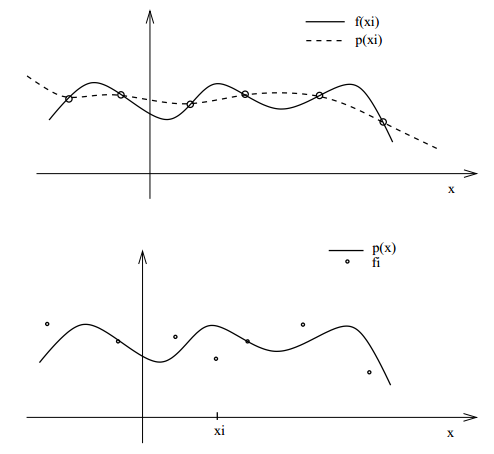 f(xi)
p(xi)
x
p(x)
fi
xi
x